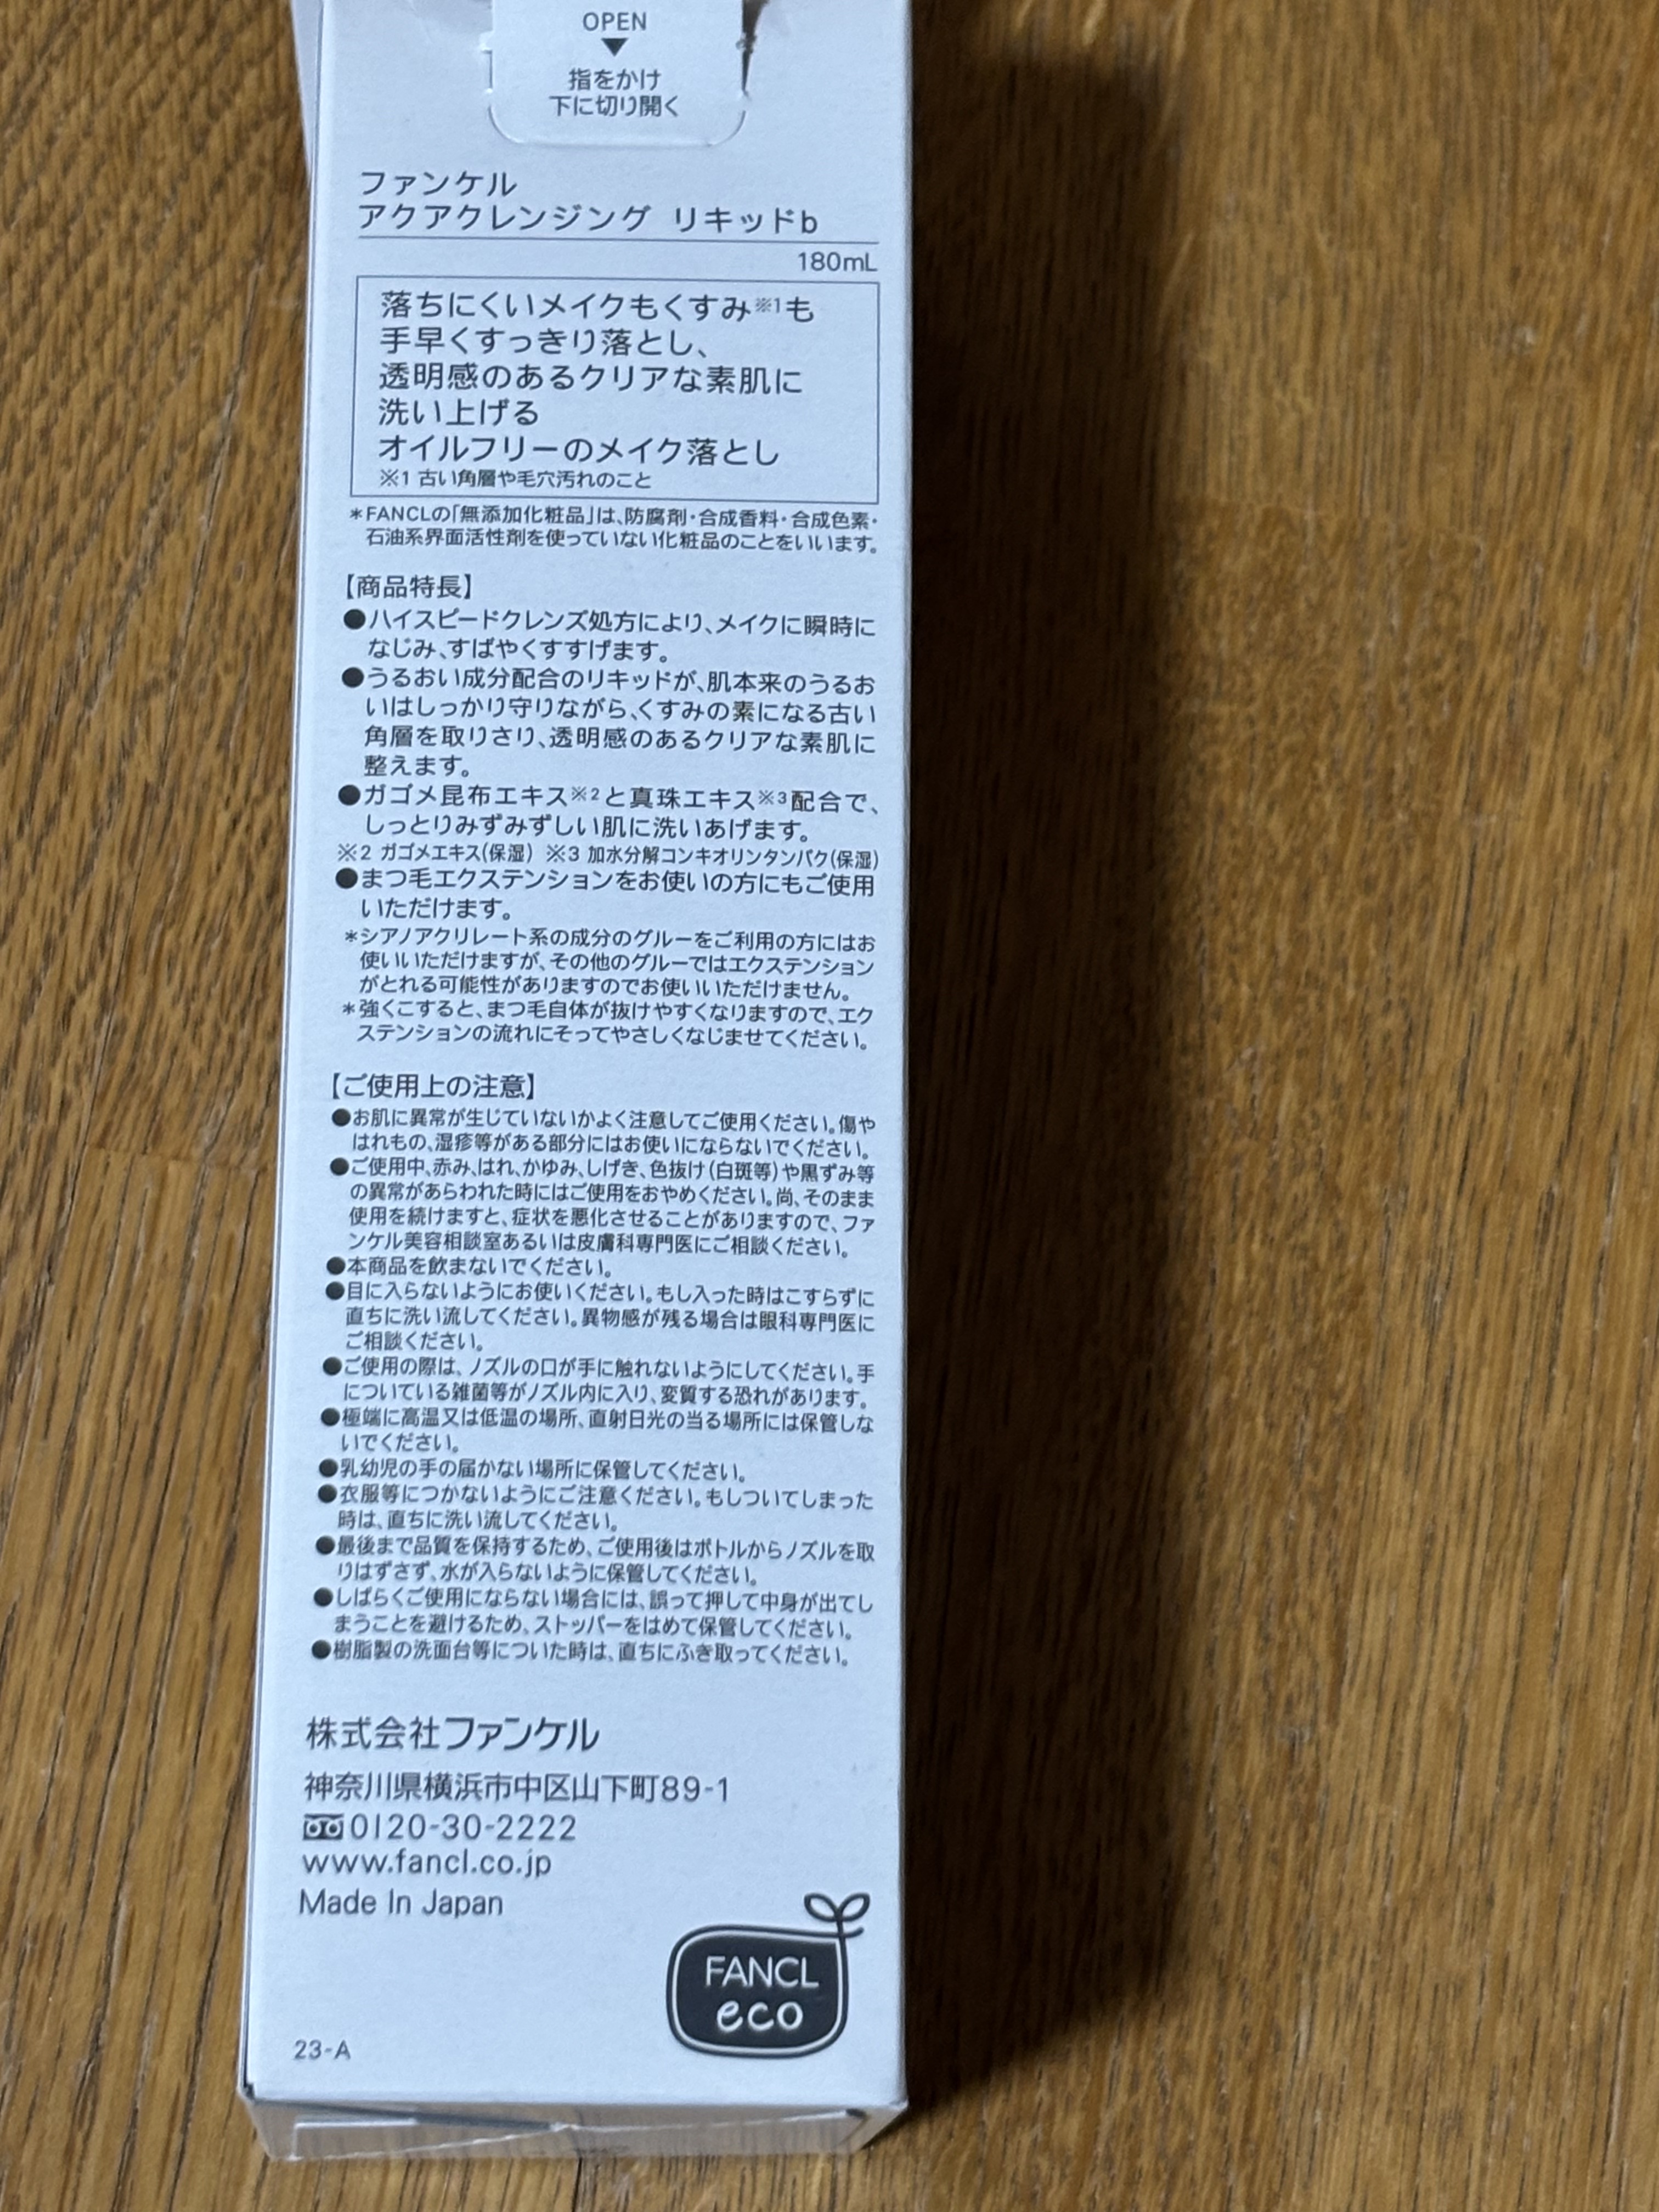 OPEN
▼
指をかけ
下に切り開く
ファンケル
アクアクレンジング リキッドb
180mL
落ちにくいメイクもくすみ※1も
手早くすっきり落とし、
透明感のあるクリアな素肌に
洗い上げる
オイルフリーのメイク落とし
※1 古い角層や毛穴汚れのこと
*FANCLの「無添加化粧品」は、防腐剤・合成香料・合成色素・
石油系界面活性剤を使っていない化粧品のことをいいます。
【商品特長】
●ハイスピードクレンズ処方により、メイクに瞬時に
なじみ、すばやくすすげます。
●うるおい成分配合のリキッドが、肌本来のうるお
いはしっかり守りながら、くすみの素になる古い
角層を取りさり、透明感のあるクリアな素肌に
整えます。
●ガゴメ昆布エキス※2と真珠エキス※3配合で、
しっとりみずみずしい肌に洗いあげます。
※2 ガゴメエキス(保湿) ※3 加水分解コンキオリンタンパク(保湿)
●まつ毛エクステンションをお使いの方にもご使用
いただけます。
*シアノアクリレート系の成分のグルーをご利用の方にはお
使いいただけますが、その他のグルーではエクステンション
がとれる可能性がありますのでお使いいただけません。
*強くこすると、まつ毛自体が抜けやすくなりますので、エク
ステンションの流れにそってやさしくなじませてください。
【ご使用上の注意】
●お肌に異常が生じていないかよく注意してご使用ください。傷や
はれもの、湿疹等がある部分にはお使いにならないでください。
●ご使用中、赤み、はれ、かゆみ、しげき、色抜け(白斑等)や黒ずみ等
の異常があらわれた時にはご使用をおやめください。尚、そのまま
使用を続けますと、症状を悪化させることがありますので、ファ
ンケル美容相談室あるいは皮膚科専門医にご相談ください。
●本商品を飲まないでください。
●目に入らないようにお使いください。もし入った時はこすらずに
直ちに洗い流してください。異物感が残る場合は眼科専門医に
ご相談ください。
●ご使用の際は、ノズルの口が手に触れないようにしてください。手
についている雑菌等がノズル内に入り、変質する恐れがあります。
●極端に高温又は低温の場所、直射日光の当る場所には保管しな
いでください。
●乳幼児の手の届かない場所に保管してください。
●衣服等につかないようにご注意ください。もしついてしまった
時は、直ちに洗い流してください。
●最後まで品質を保持するため、ご使用後はボトルからノズルを取
りはずさず、水が入らないように保管してください。
●しばらくご使用にならない場合には、誤って押して中身が出てし
まうことを避けるため、ストッパーをはめて保管してください。
●樹脂製の洗面台等についた時は、直ちにふき取ってください。
株式会社ファンケル
神奈川県横浜市中区山下町89-1
0120-30-2222
www.fancl.co.jp
Made In Japan
FANCL
eco
23-A